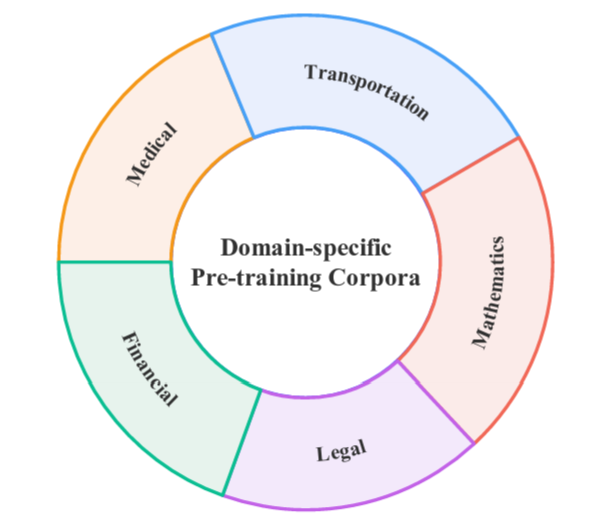 Transportation
Medical
Domain-specific
Pre-training Corpora
Mathematics
Financial
Legal